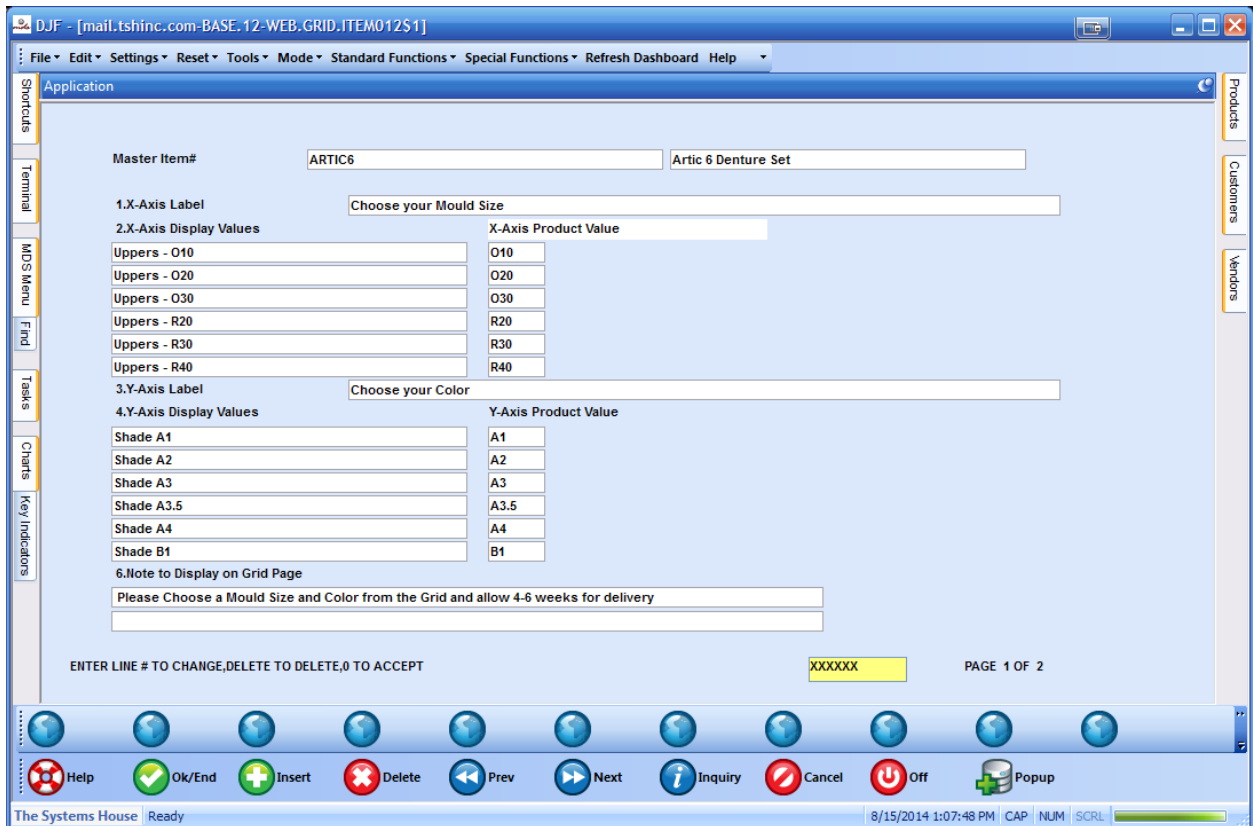 DJF - [mail.tshinc.com-BASE.12-WEB.GRID.ITEM012$1]
File Edit Settings Reset Tools Mode Standard Functions Special Functions Refresh Dashboard Help
Application
Shortcuts
Terminal
MDS Menu
Find
Tasks
Charts
Key Indicators
Products
Customers
Vendors
Master Item# ARTIC6 Artic 6 Denture Set
1.X-Axis Label Choose your Mould Size
2.X-Axis Display Values X-Axis Product Value
Uppers - O10 O10
Uppers - O20 O20
Uppers - O30 O30
Uppers - R20 R20
Uppers - R30 R30
Uppers - R40 R40
3.Y-Axis Label Choose your Color
4.Y-Axis Display Values Y-Axis Product Value
Shade A1 A1
Shade A2 A2
Shade A3 A3
Shade A3.5 A3.5
Shade A4 A4
Shade B1 B1
6.Note to Display on Grid Page
Please Choose a Mould Size and Color from the Grid and allow 4-6 weeks for delivery
ENTER LINE # TO CHANGE,DELETE TO DELETE,0 TO ACCEPT XXXXXX PAGE 1 OF 2
Help Ok/End Insert Delete Prev Next Inquiry Cancel Off Popup
The Systems House Ready 8/15/2014 1:07:48 PM CAP NUM SCRL